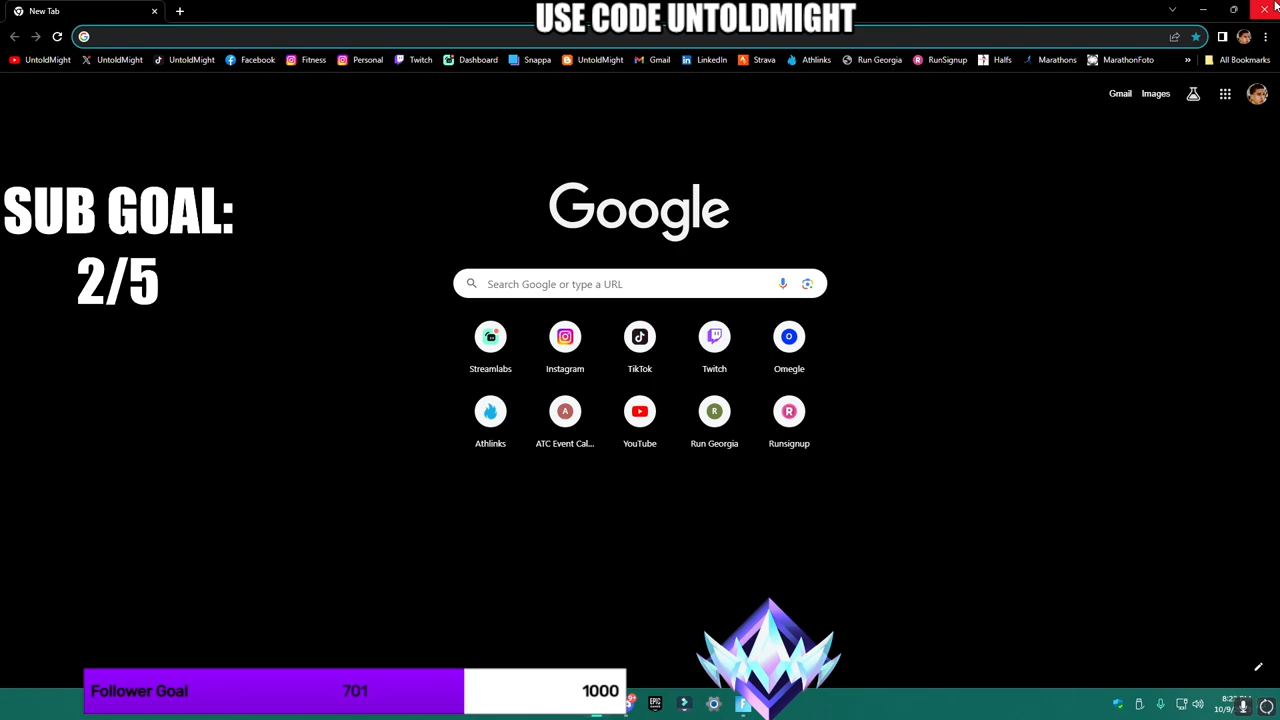 New Tab
USE CODE UNTOLDMIGHT
UntoldMight
UntoldMight
UntoldMight
Facebook
Fitness
Personal
Twitch
Dashboard
Snappa
UntoldMight
Gmail
LinkedIn
Strava
Athlinks
Run Georgia
RunSignup
Halfs
Marathons
MarathonFoto
»
All Bookmarks
Gmail
Images
SUB GOAL:
2/5
Google
Search Google or type a URL
Streamlabs
Instagram
TikTok
Twitch
O
Omegle
Athlinks
A
ATC Event Cal...
YouTube
R
Run Georgia
R
Runsignup
Follower Goal
701
1000
EPIC
F